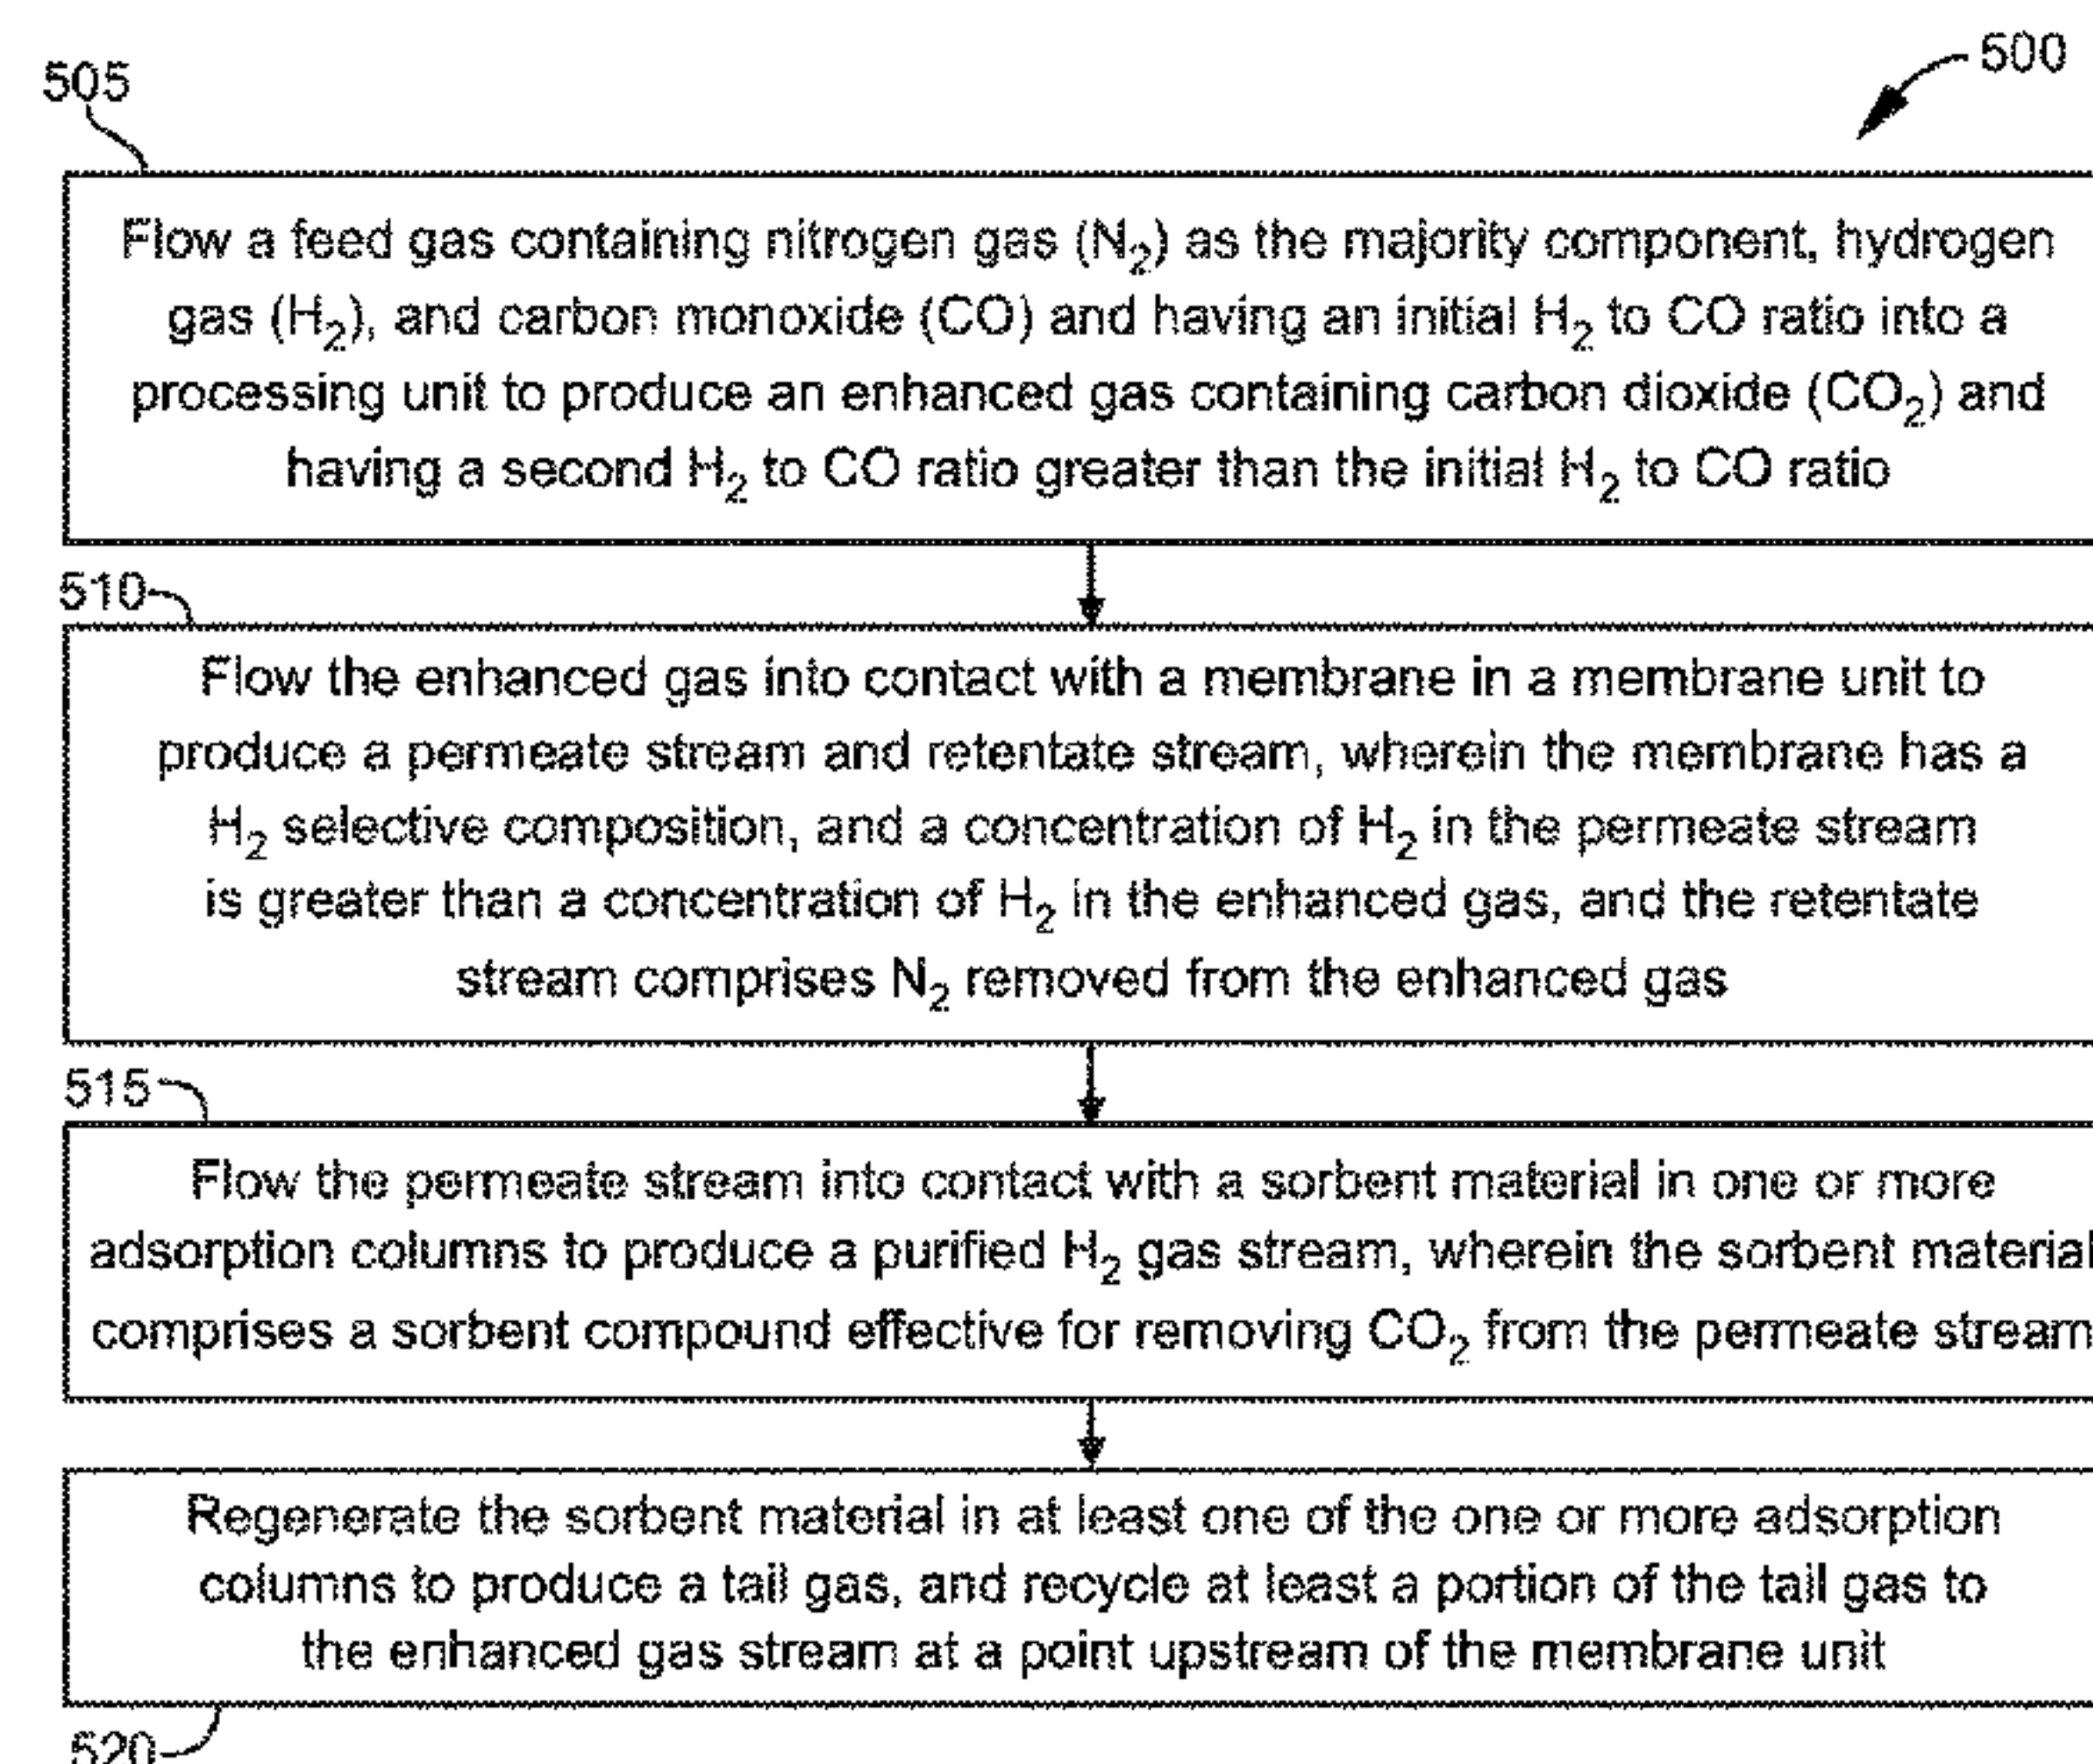 500
505
Flow a feed gas containing nitrogen gas (N₂) as the majority component, hydrogen
gas (H₂), and carbon monoxide (CO) and having an initial H₂ to CO ratio into a
processing unit to produce an enhanced gas containing carbon dioxide (CO₂) and
having a second H₂ to CO ratio greater than the initial H₂ to CO ratio
510
Flow the enhanced gas into contact with a membrane in a membrane unit to
produce a permeate stream and retentate stream, wherein the membrane has a
H₂ selective composition, and a concentration of H₂ in the permeate stream
is greater than a concentration of H₂ in the enhanced gas, and the retentate
stream comprises N₂ removed from the enhanced gas
515
Flow the permeate stream into contact with a sorbent material in one or more
adsorption columns to produce a purified H₂ gas stream, wherein the sorbent material
comprises a sorbent compound effective for removing CO₂ from the permeate stream
Regenerate the sorbent material in at least one of the one or more adsorption
columns to produce a tail gas, and recycle at least a portion of the tail gas to
the enhanced gas stream at a point upstream of the membrane unit
520